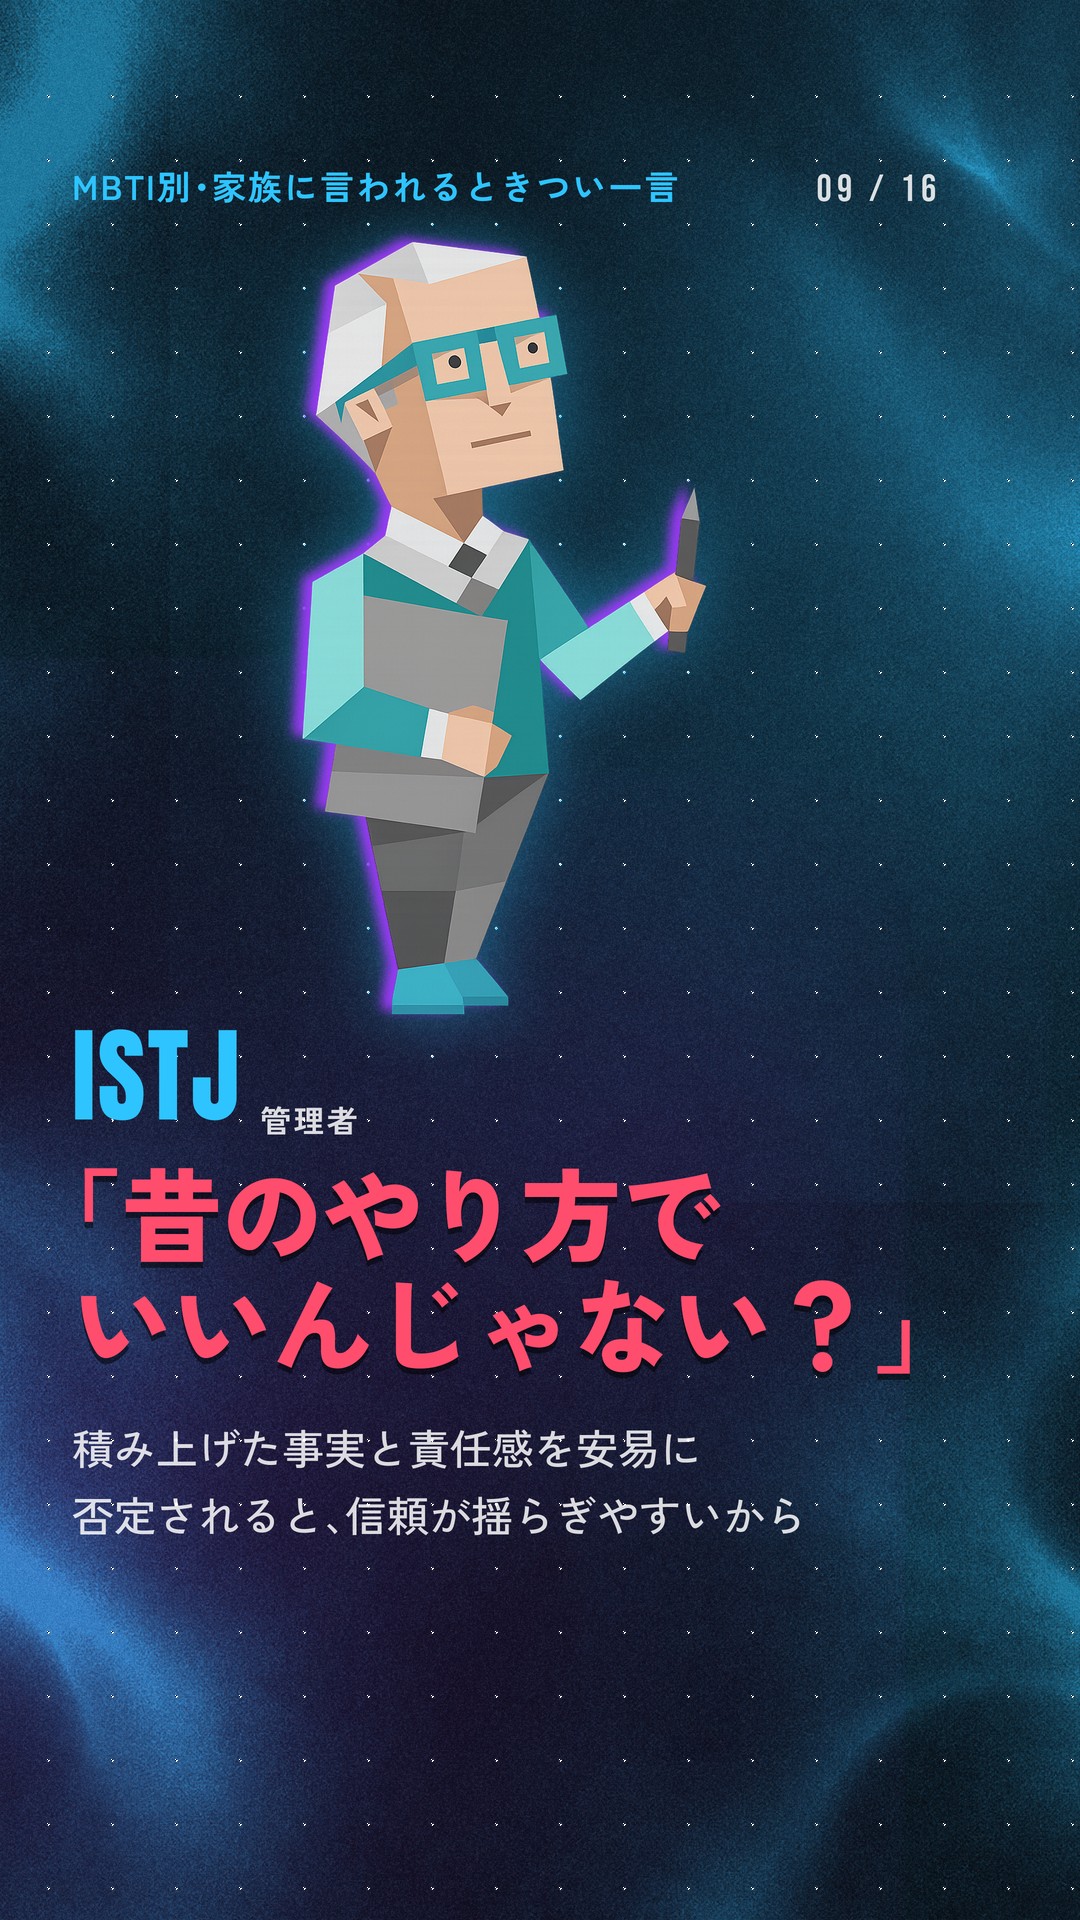 MBTI別・家族に言われるときつい一言
09 / 16
ISTJ
管理者
「昔のやり方で
いいんじゃない？」
積み上げた事実と責任感を安易に
否定されると、信頼が揺らぎやすいから